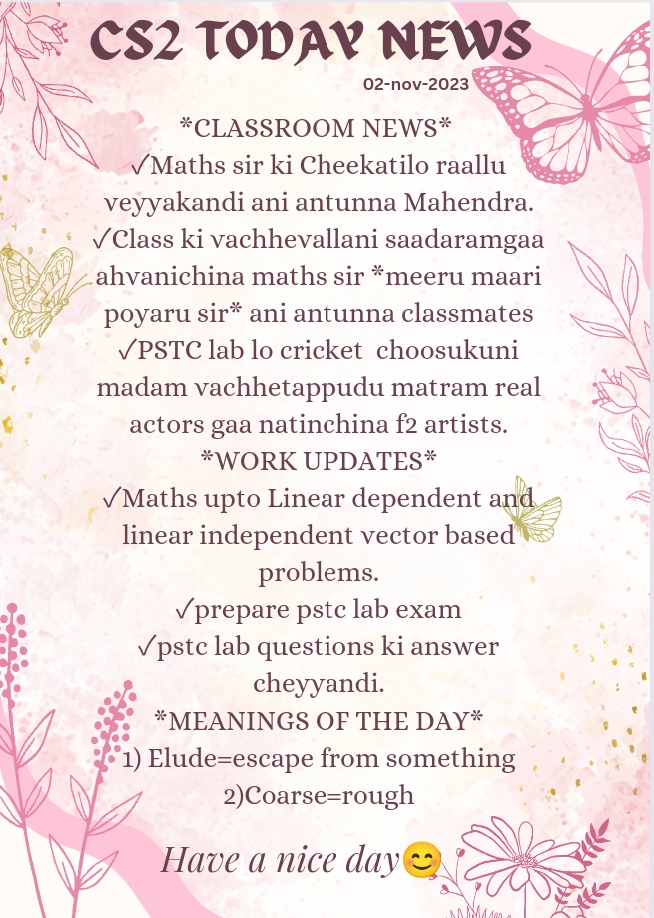 CS2 TODAY NEWS
02-nov-2023
*CLASSROOM NEWS*
✓Maths sir ki Cheekatilo raallu
veyyakandi ani antunna Mahendra.
✓Class ki vachhevallani saadaramgaa
ahvanichina maths sir *meeru maari
poyaru sir* ani antunna classmates
✓PSTC lab lo cricket choosukuni
madam vachhetappudu matram real
actors gaa natinchina f2 artists.
*WORK UPDATES*
✓Maths upto Linear dependent and
linear independent vector based
problems.
✓prepare pstc lab exam
✓pstc lab questions ki answer
cheyyandi.
*MEANINGS OF THE DAY*
1) Elude=escape from something
2)Coarse=rough
Have a nice day😊